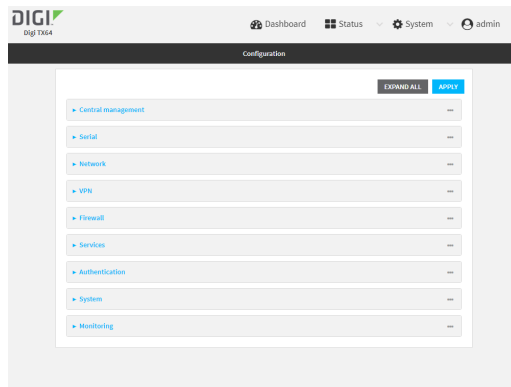 DIGI.
Digi TX64
Dashboard Status System admin
Configuration
EXPAND ALL APPLY
Central management
Serial
Network
VPN
Firewall
Services
Authentication
System
Monitoring